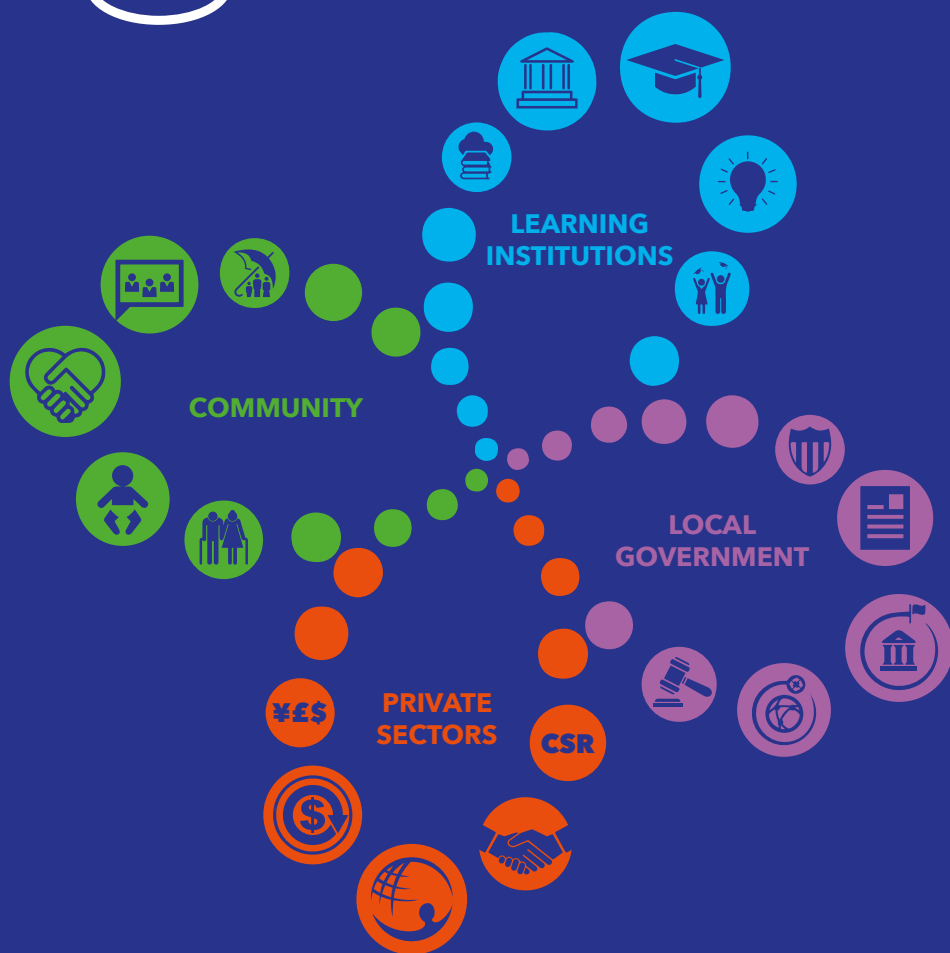 LEARNING
INSTITUTIONS
COMMUNITY
LOCAL
GOVERNMENT
PRIVATE
SECTORS
¥£$
CSR
$